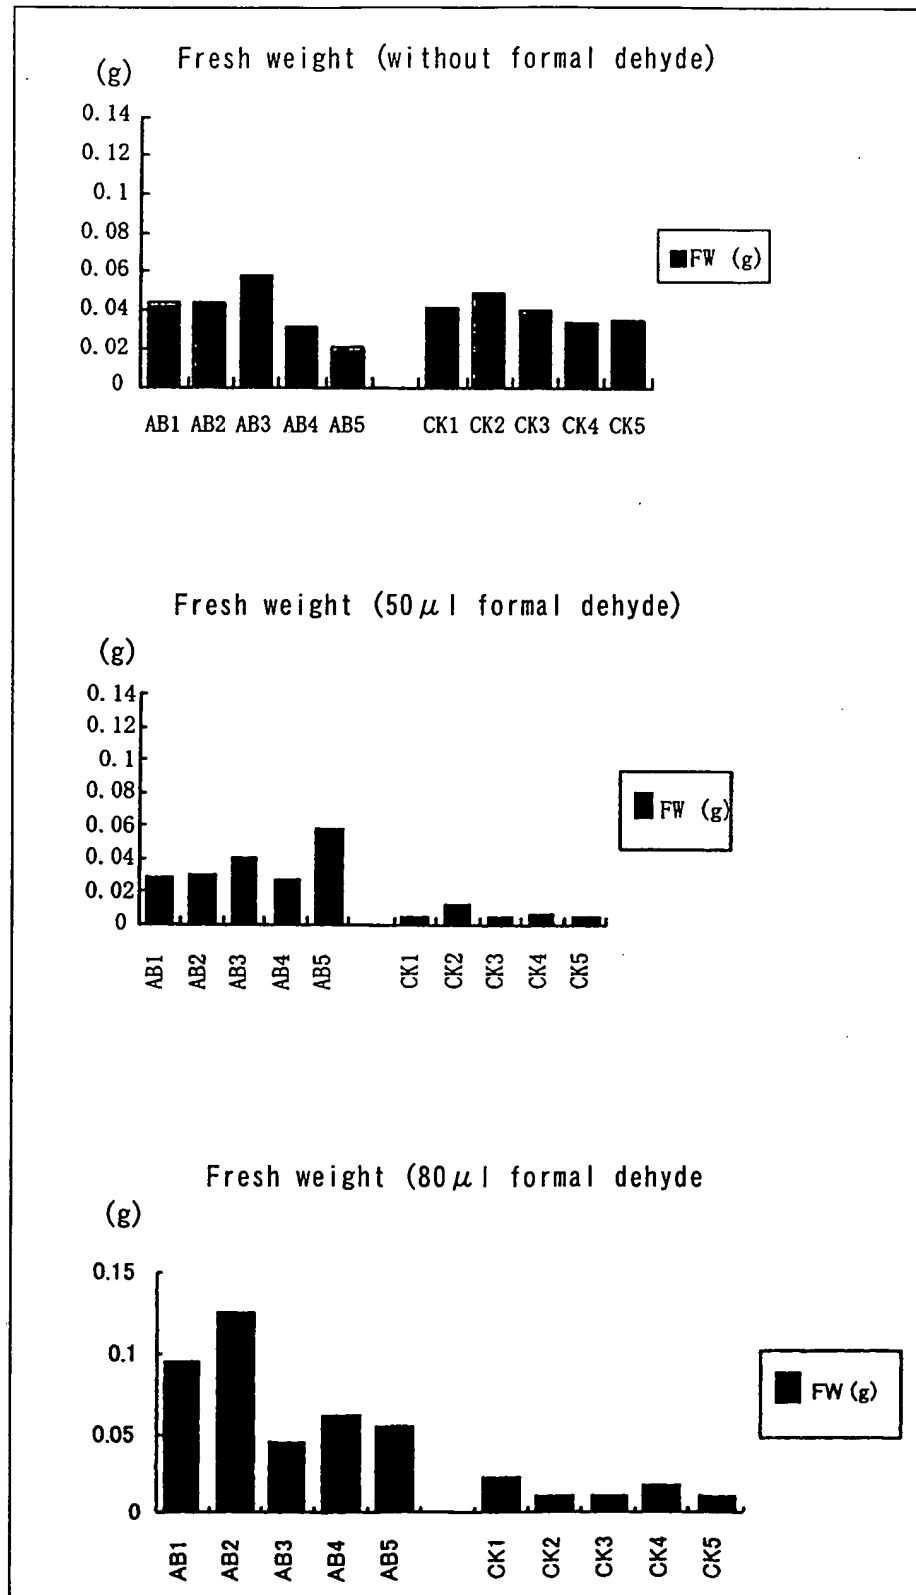 Fresh weight (without formal dehyde)
(g)
0.14
0.12
0.1
0.08
0.06
0.04
0.02
0
FW (g)
AB1 AB2 AB3 AB4 AB5 CK1 CK2 CK3 CK4 CK5
Fresh weight (50μl formal dehyde)
(g)
0.14
0.12
0.1
0.08
0.06
0.04
0.02
0
FW (g)
AB1 AB2 AB3 AB4 AB5 CK1 CK2 CK3 CK4 CK5
Fresh weight (80μl formal dehyde
(g)
0.15
0.1
0.05
0
FW (g)
AB1 AB2 AB3 AB4 AB5 CK1 CK2 CK3 CK4 CK5